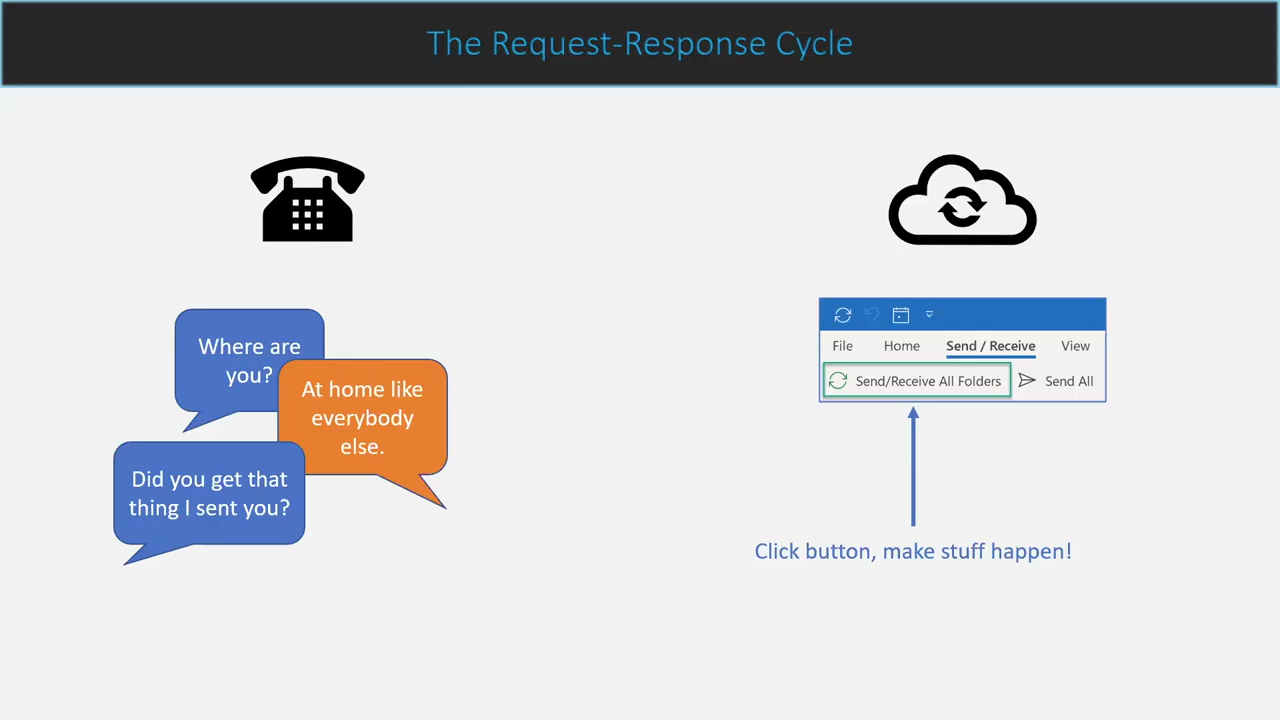 The Request-Response Cycle
Where are
you?
At home like
everybody
else.
Did you get that
thing I sent you?
File Home Send / Receive View
Send/Receive All Folders Send All
Click button, make stuff happen!